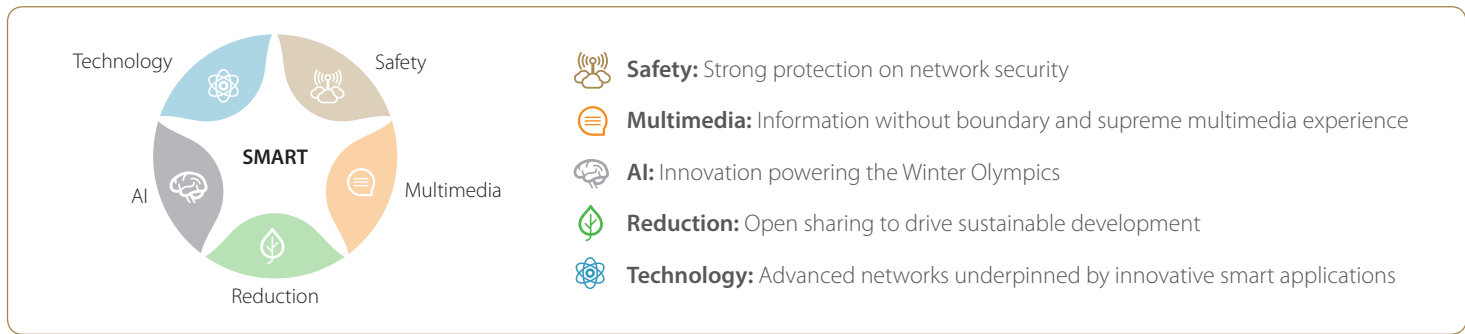 Technology
Safety
SMART
AI
Multimedia
Reduction
Safety: Strong protection on network security
Multimedia: Information without boundary and supreme multimedia experience
AI: Innovation powering the Winter Olympics
Reduction: Open sharing to drive sustainable development
Technology: Advanced networks underpinned by innovative smart applications